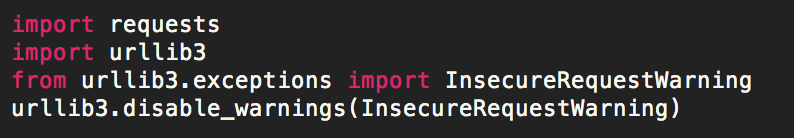 import requests
import urllib3
from urllib3.exceptions import InsecureRequestWarning
urllib3.disable_warnings(InsecureRequestWarning)